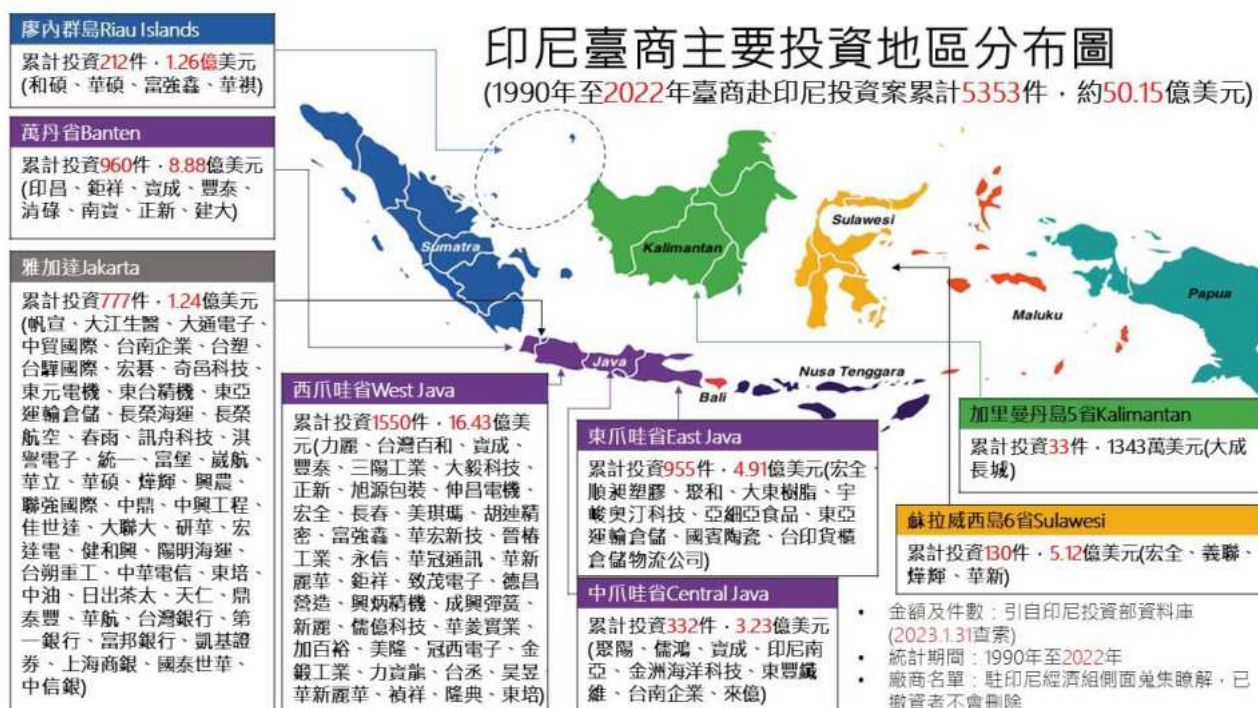 印尼臺商主要投資地區分布圖
(1990年至2022年臺商赴印尼投資案累計5353件，約50.15億美元)
廖內群島Riau Islands
累計投資212件，1.26億美元
(和碩、華碩、富強鑫、華祺)
萬丹省Banten
累計投資960件，8.88億美元
(印昌、鉅祥、寶成、豐泰、
清碌、南寶、正新、建大)
雅加達Jakarta
累計投資777件，1.24億美元
(帆宣、大江生醫、大通電子、
中貿國際、台南企業、台塑、
台驊國際、宏碁、奇邑科技、
東元電機、東台精機、東亞
運輸倉儲、長榮海運、長榮
航空、春雨、訊舟科技、淇
譽電子、統一、富堡、崴航、
華立、華碩、燁輝、興農、
聯強國際、中鼎、中興工程、
佳世達、大聯大、研華、宏
達電、健和興、陽明海運、
台朔重工、中華電信、東培、
中油、日出茶太、天仁、鼎
泰豐、華航、台灣銀行、第
一銀行、富邦銀行、凱基證
券、上海商銀、國泰世華、
中信銀)
西爪哇省West Java
累計投資1550件，16.43億美
元(力麗、台灣百和、寶成、
豐泰、三陽工業、大毅科技、
正新、旭源包裝、伸昌電機、
宏全、長春、美琪瑪、胡連精
密、富強鑫、華宏新技、晉椿
工業、永信、華冠通訊、華新
麗華、鉅祥、致茂電子、德昌
營造、興炳精機、成興彈簧、
新麗、儒億科技、華菱實業、
加百裕、美隆、冠西電子、金
鍛工業、力寶龍、台丞、昊昱
華新麗華、禎祥、隆典、東培)
東爪哇省East Java
累計投資955件，4.91億美元(宏全、
順昶塑膠、聚和、大東樹脂、宇
峻奧汀科技、亞細亞食品、東亞
運輸倉儲、國賓陶瓷、台印貨櫃
倉儲物流公司)
中爪哇省Central Java
累計投資332件，3.23億美元
(聚陽、儒鴻、寶成、印尼南
亞、金洲海洋科技、東豐纖
維、台南企業、來億)
加里曼丹島5省Kalimantan
累計投資33件，1343萬美元(大成
長城)
蘇拉威西島6省Sulawesi
累計投資130件，5.12億美元(宏全、義聯、
燁輝、華新)
Sumatra
Kalimantan
Sulawesi
Java
Bali
Nusa Tenggara
Maluku
Papua
• 金額及件數：引自印尼投資部資料庫
(2023.1.31查索)
• 統計期間：1990年至2022年
• 廠商名單：駐印尼經濟組側面蒐集瞭解，已
撤資者不會刪除